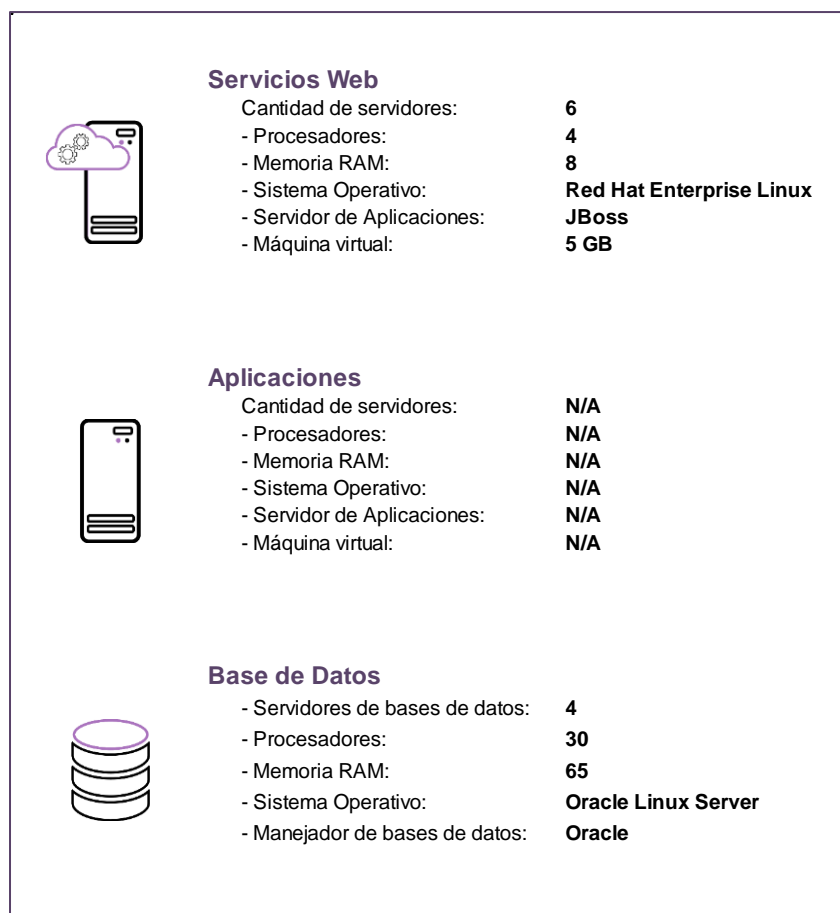 Servicios Web
Cantidad de servidores: 6
- Procesadores: 4
- Memoria RAM: 8
- Sistema Operativo: Red Hat Enterprise Linux
- Servidor de Aplicaciones: JBoss
- Máquina virtual: 5 GB
Aplicaciones
Cantidad de servidores: N/A
- Procesadores: N/A
- Memoria RAM: N/A
- Sistema Operativo: N/A
- Servidor de Aplicaciones: N/A
- Máquina virtual: N/A
Base de Datos
- Servidores de bases de datos: 4
- Procesadores: 30
- Memoria RAM: 65
- Sistema Operativo: Oracle Linux Server
- Manejador de bases de datos: Oracle